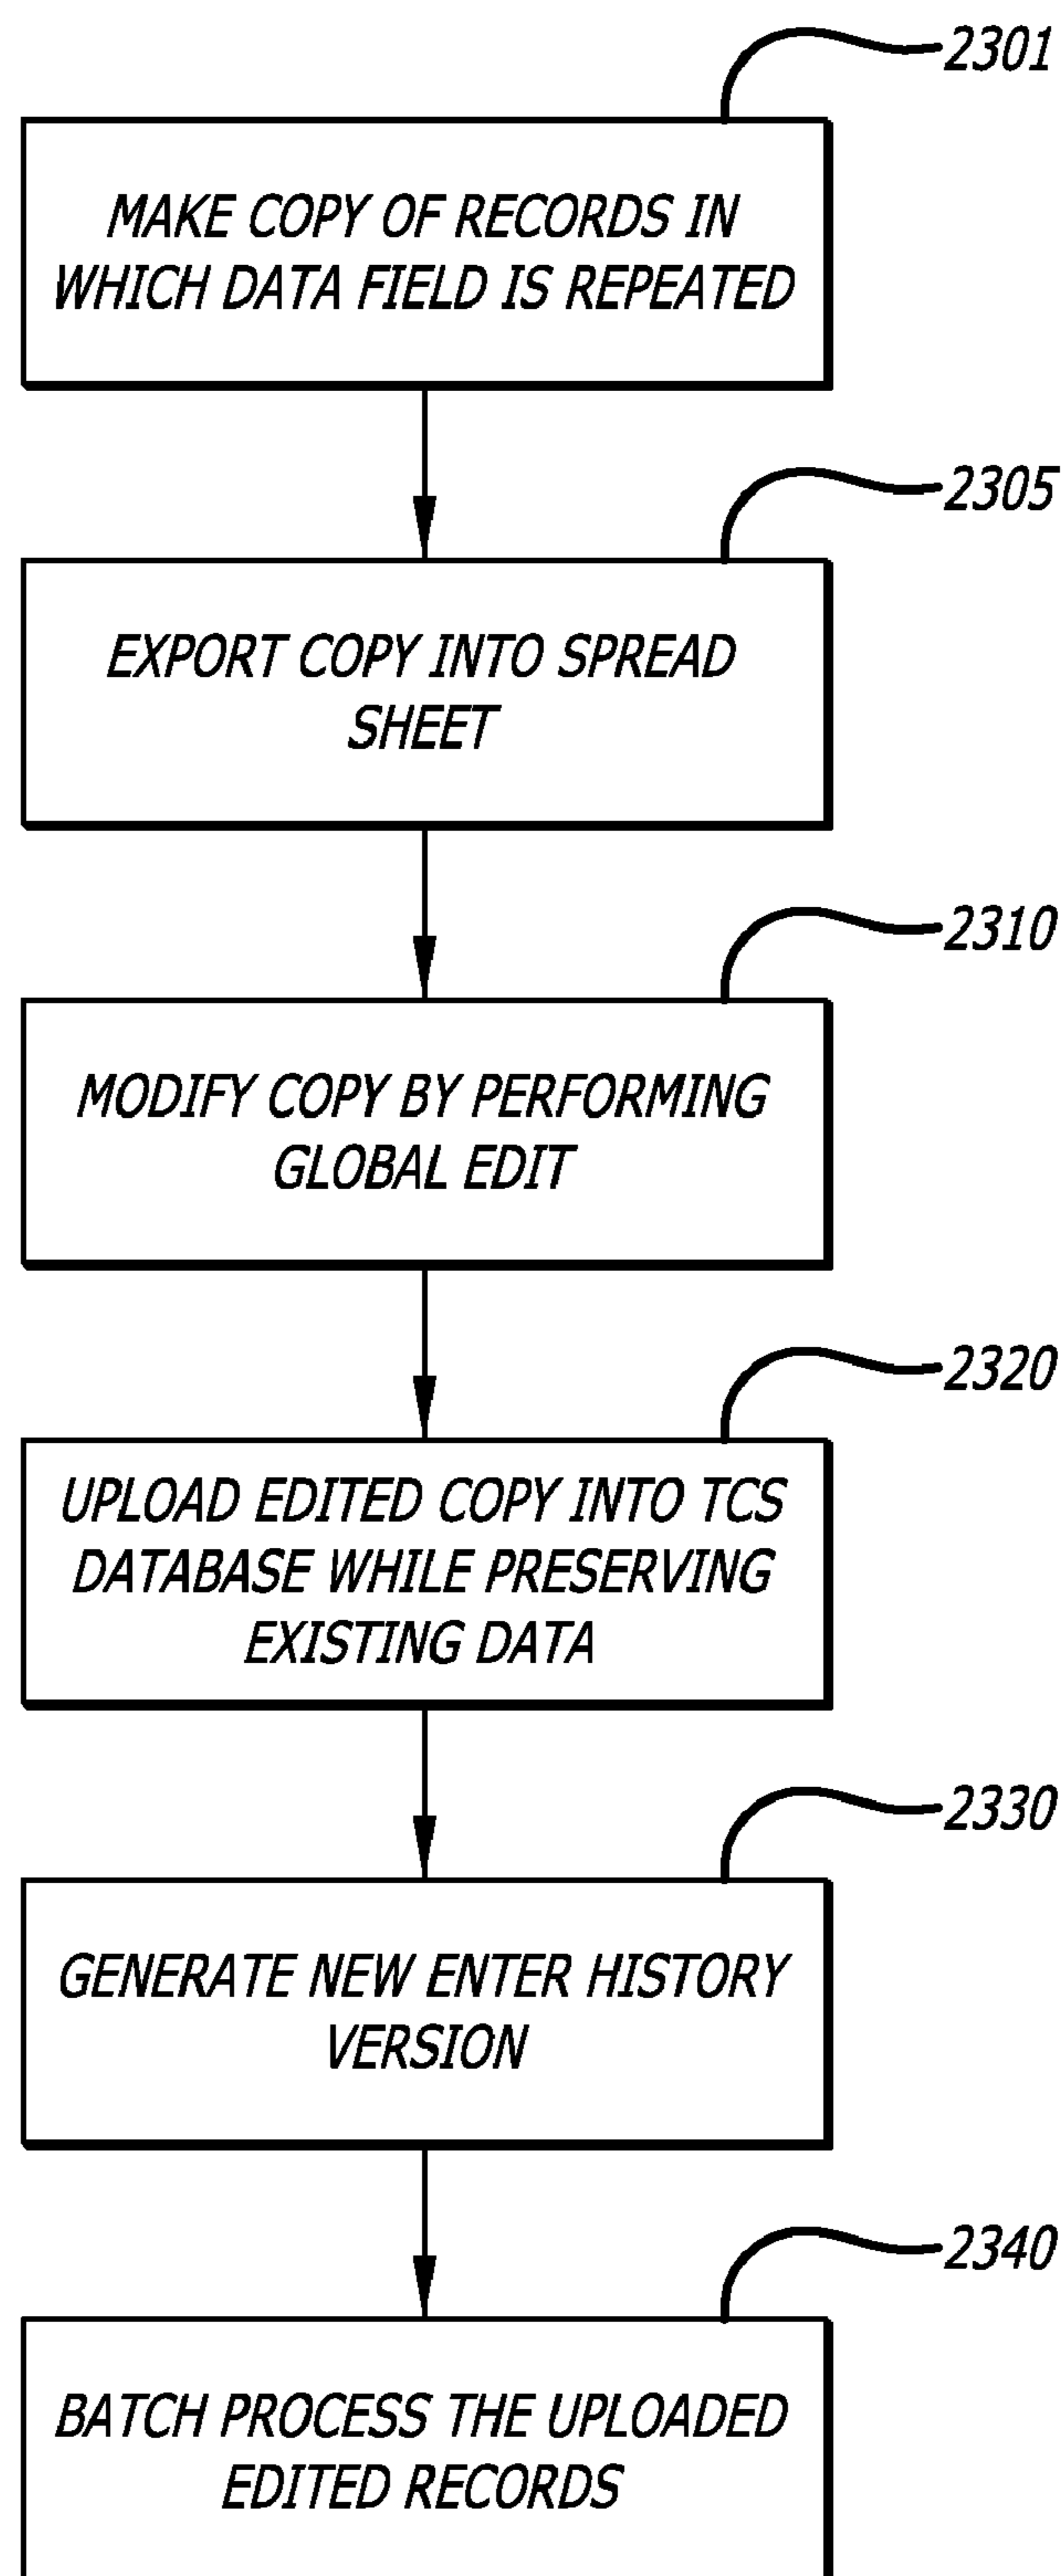 2301
MAKE COPY OF RECORDS IN
WHICH DATA FIELD IS REPEATED
2305
EXPORT COPY INTO SPREAD
SHEET
2310
MODIFY COPY BY PERFORMING
GLOBAL EDIT
2320
UPLOAD EDITED COPY INTO TCS
DATABASE WHILE PRESERVING
EXISTING DATA
2330
GENERATE NEW ENTER HISTORY
VERSION
2340
BATCH PROCESS THE UPLOADED
EDITED RECORDS